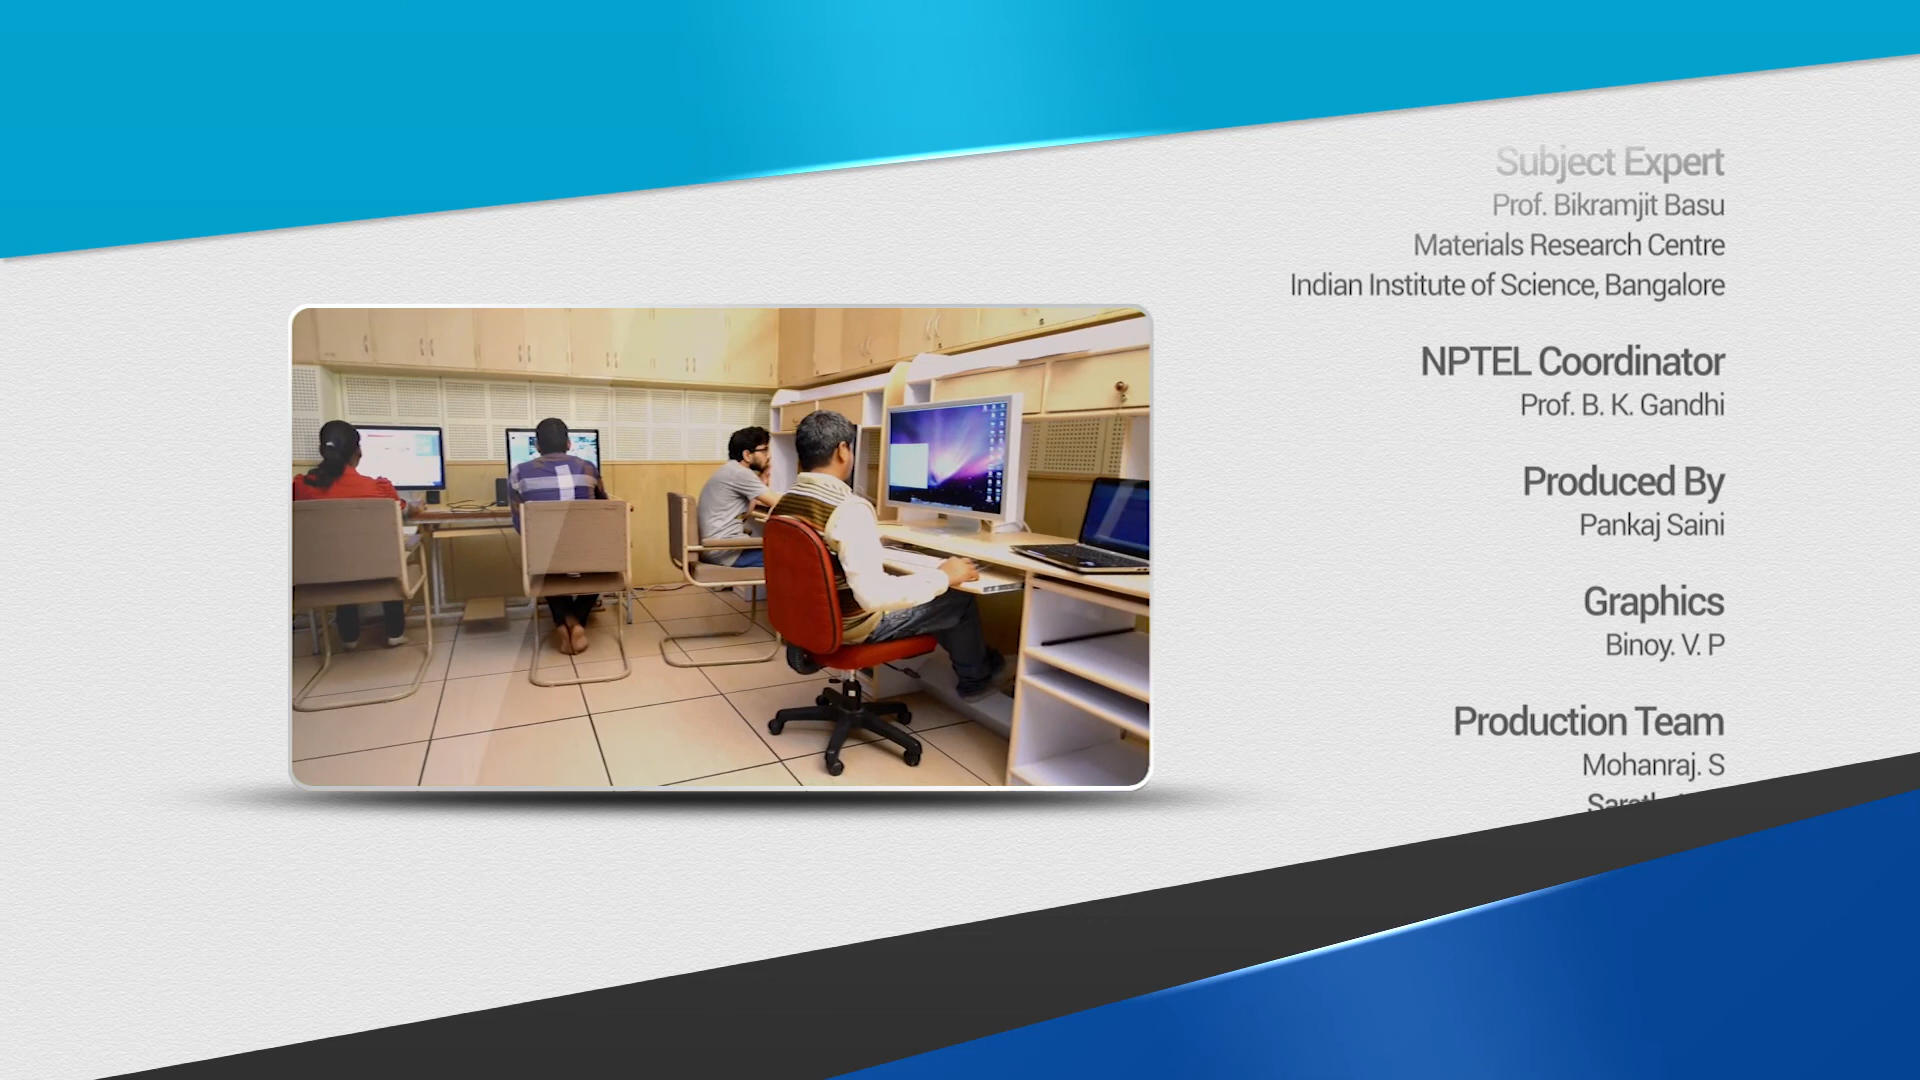 Subject Expert
Prof. Bikramjit Basu
Materials Research Centre
Indian Institute of Science, Bangalore
NPTEL Coordinator
Prof. B. K. Gandhi
Produced By
Pankaj Saini
Graphics
Binoy. V. P
Production Team
Mohanraj. S